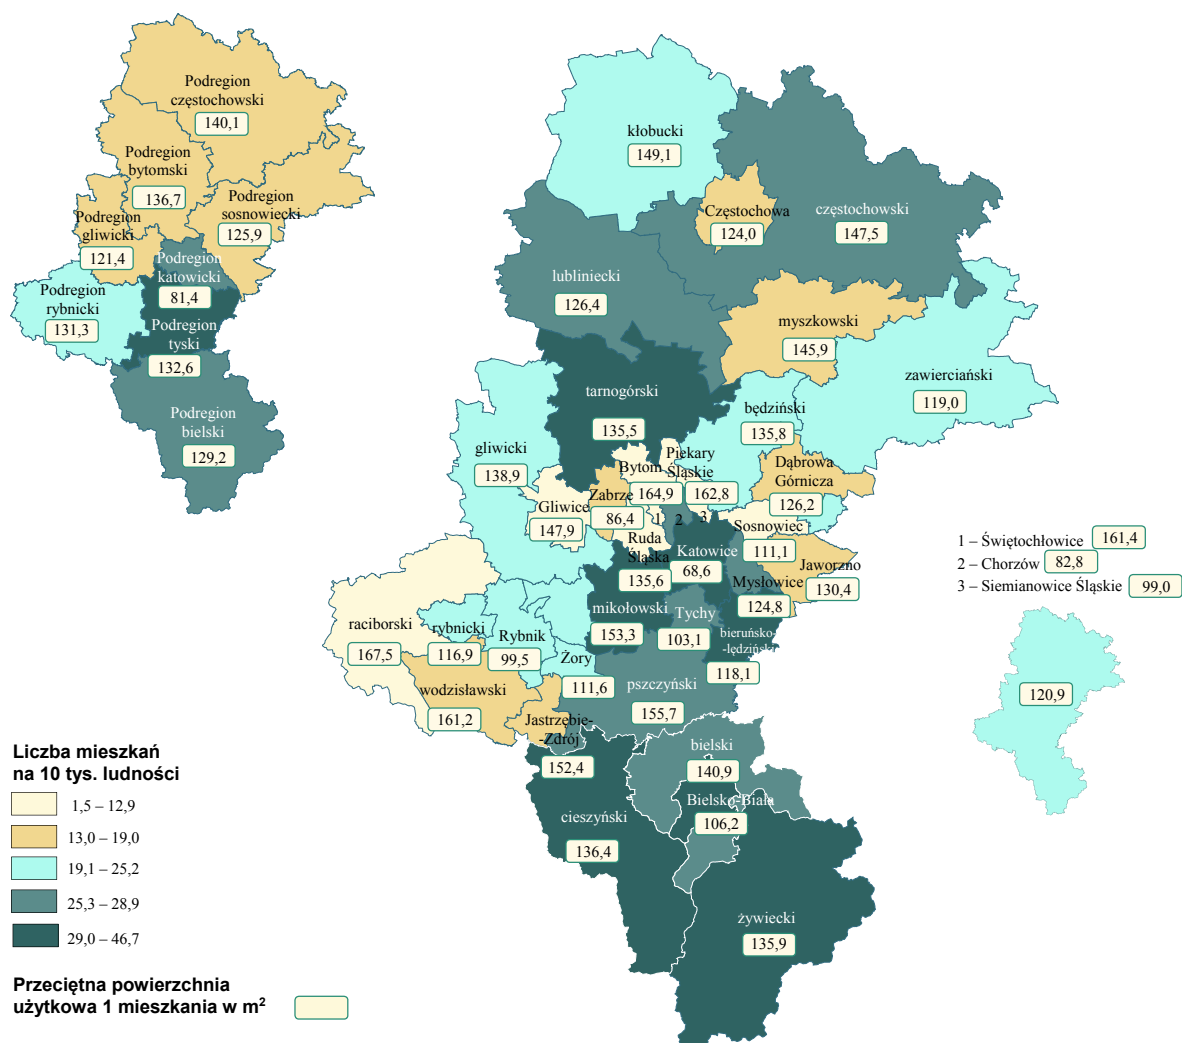 Podregion
częstochowski
140,1
Podregion
bytomski
136,7
Podregion
sosnowiecki
125,9
Podregion
gliwicki
121,4
Podregion
katowicki
81,4
Podregion
rybnicki
131,3
Podregion
tyski
132,6
Podregion
bielski
129,2
kłobucki
149,1
Częstochowa
124,0
częstochowski
147,5
lubliniecki
126,4
myszkowski
145,9
zawierciański
119,0
tarnogórski
135,5
będziński
135,8
gliwicki
138,9
Bytom
164,9
Piekary
Śląskie
162,8
Dąbrowa
Górnicza
126,2
Zabrze
86,4
Gliwice
147,9
1
2
3
Sosnowiec
111,1
Ruda
Śląska
135,6
Katowice
68,6
Mysłowice
124,8
Jaworzno
130,4
mikołowski
153,3
Tychy
103,1
bieruńsko-
-lędziński
118,1
raciborski
167,5
rybnicki
116,9
Rybnik
99,5
Żory
111,6
wodzisławski
161,2
pszczyński
155,7
Jastrzębie-
-Zdrój
152,4
bielski
140,9
Bielsko-Biała
106,2
cieszyński
136,4
żywiecki
135,9
1 – Świętochłowice 161,4
2 – Chorzów 82,8
3 – Siemianowice Śląskie 99,0
120,9
Liczba mieszkań
na 10 tys. ludności
1,5 – 12,9
13,0 – 19,0
19,1 – 25,2
25,3 – 28,9
29,0 – 46,7
Przeciętna powierzchnia
użytkowa 1 mieszkania w m²